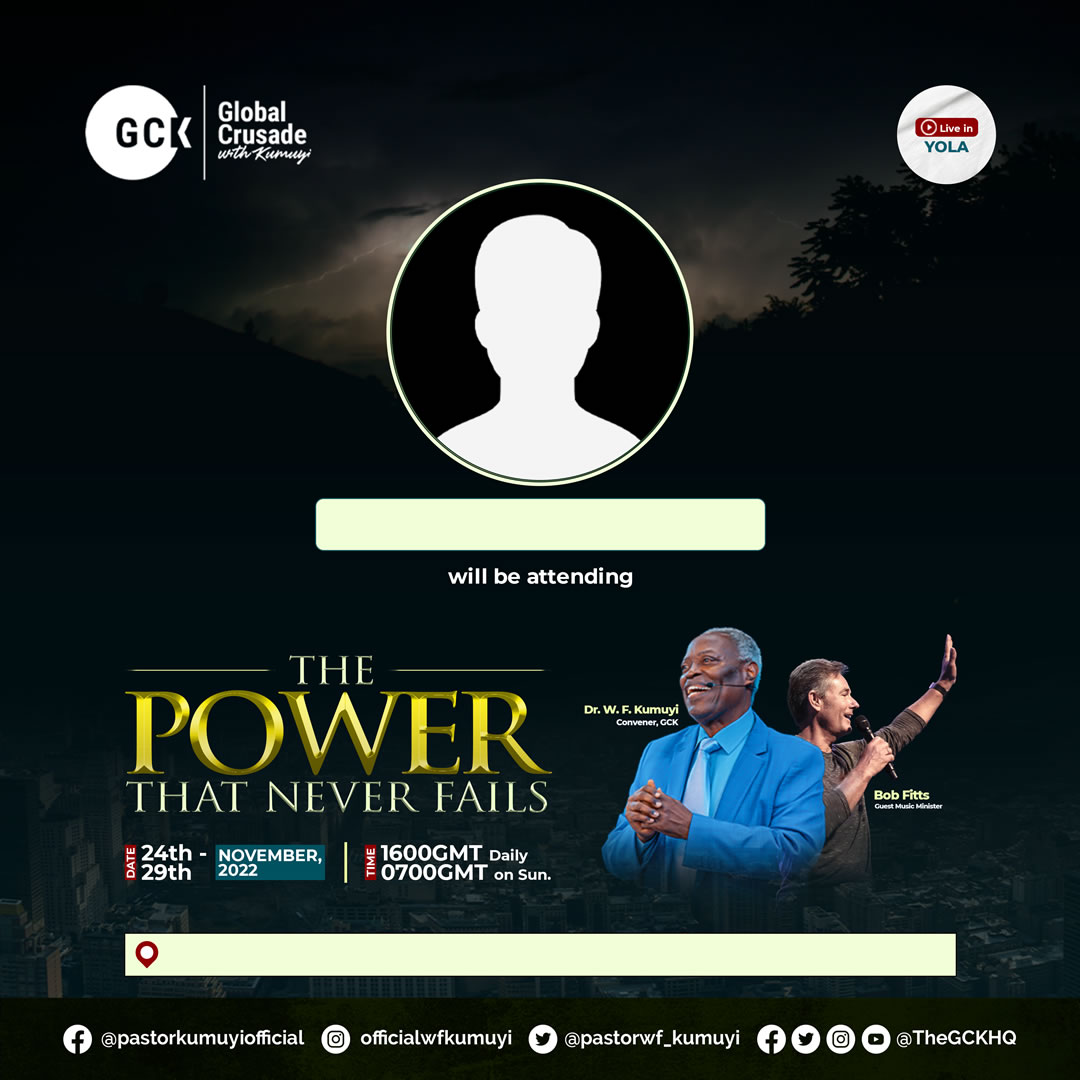 GCK
Global
Crusade
with Kumuyi
Live in
YOLA
will be attending
THE
POWER
THAT NEVER FAILS
Dr. W. F. Kumuyi
Convener, GCK
Bob Fitts
Guest Music Minister
DATE
24th -
29th
NOVEMBER,
2022
TIME
1600GMT Daily
0700GMT on Sun.
@pastorkumuyiofficial
officialwfkumuyi
@pastorwf_kumuyi
@TheGCKHQ